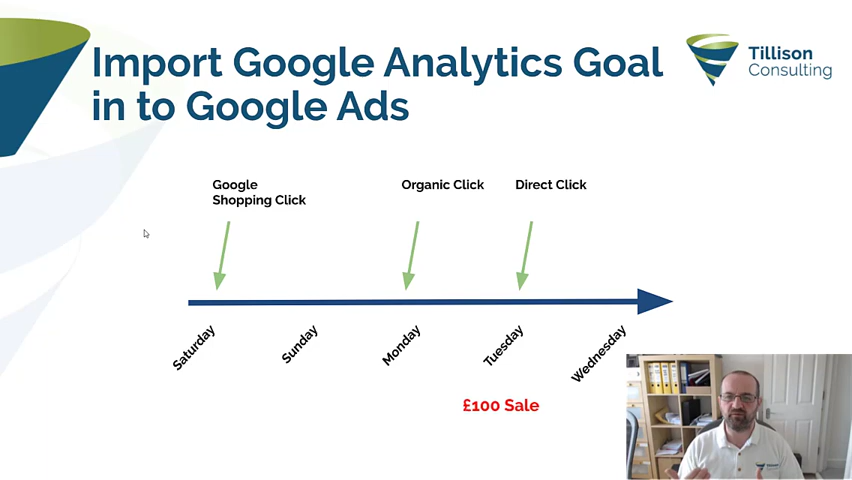 Import Google Analytics Goal
in to Google Ads
Tillison
Consulting
Google
Shopping Click
Organic Click
Direct Click
Saturday
Sunday
Monday
Tuesday
Wednesday
£100 Sale